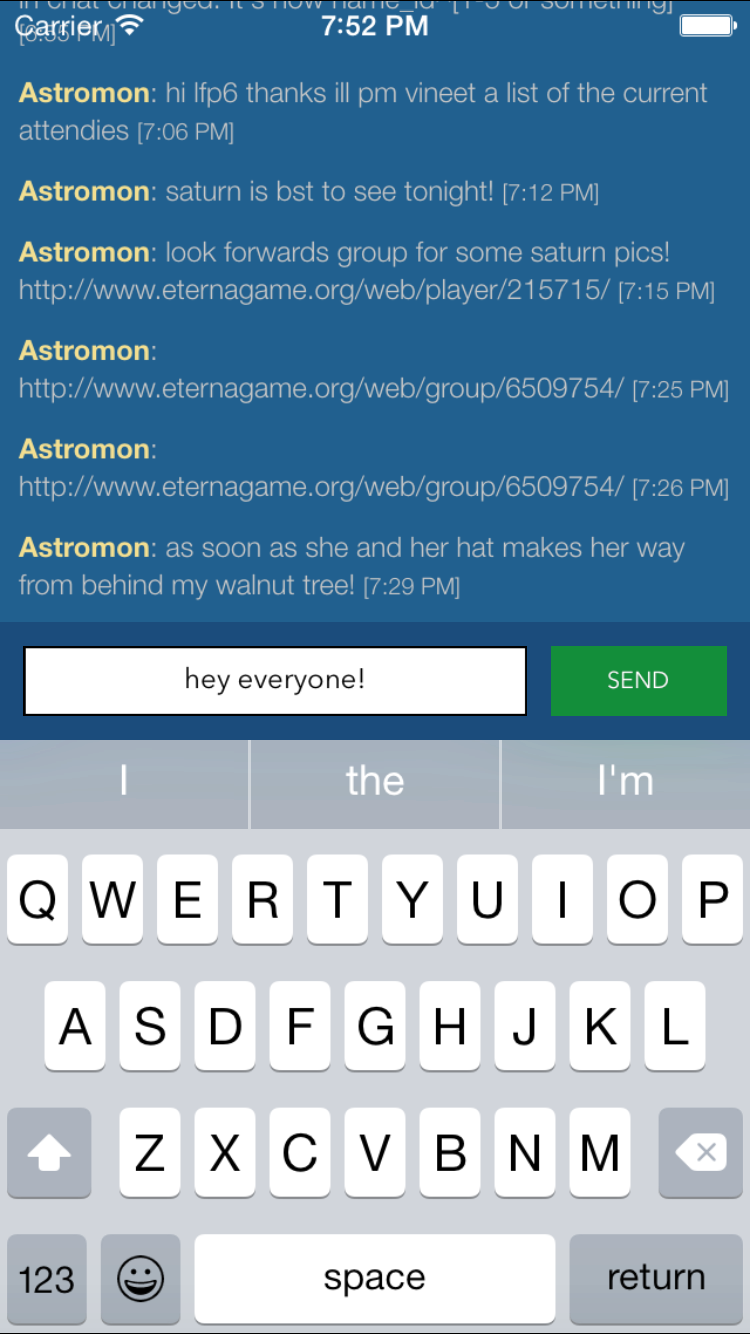 in chat changed. It's now name_id
Carrier 7:52 PM
[6:55 PM]
Astromon: hi lfp6 thanks ill pm vineet a list of the current
attendies [7:06 PM]
Astromon: saturn is bst to see tonight! [7:12 PM]
Astromon: look forwards group for some saturn pics!
http://www.eternagame.org/web/player/215715/ [7:15 PM]
Astromon:
http://www.eternagame.org/web/group/6509754/ [7:25 PM]
Astromon:
http://www.eternagame.org/web/group/6509754/ [7:26 PM]
Astromon: as soon as she and her hat makes her way
from behind my walnut tree! [7:29 PM]
hey everyone! SEND
I the I'm
Q W E R T Y U I O P
A S D F G H J K L
Z X C V B N M
123 space return